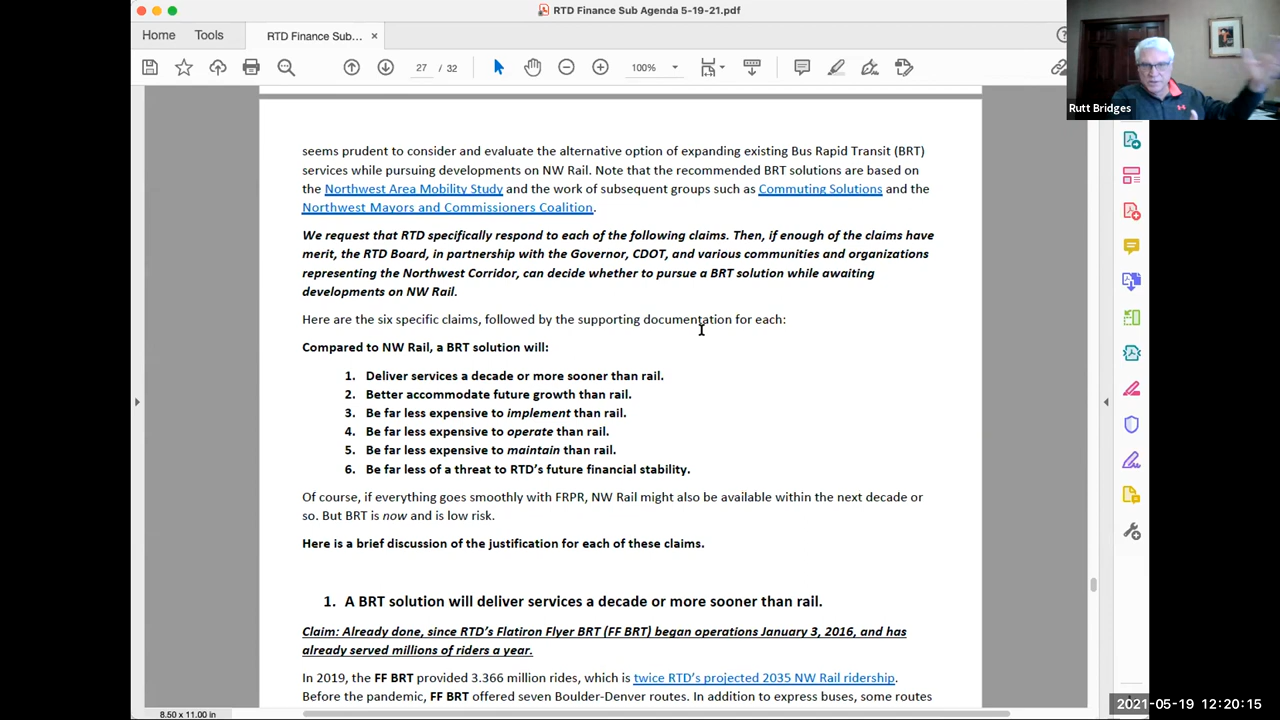 RTD Finance Sub Agenda 5-19-21.pdf
Home Tools RTD Finance Sub... ×
27 / 32 100%
Rutt Bridges
seems prudent to consider and evaluate the alternative option of expanding existing Bus Rapid Transit (BRT)
services while pursuing developments on NW Rail. Note that the recommended BRT solutions are based on
the Northwest Area Mobility Study and the work of subsequent groups such as Commuting Solutions and the
Northwest Mayors and Commissioners Coalition.
We request that RTD specifically respond to each of the following claims. Then, if enough of the claims have
merit, the RTD Board, in partnership with the Governor, CDOT, and various communities and organizations
representing the Northwest Corridor, can decide whether to pursue a BRT solution while awaiting
developments on NW Rail.
Here are the six specific claims, followed by the supporting documentation for each:
Compared to NW Rail, a BRT solution will:
1. Deliver services a decade or more sooner than rail.
2. Better accommodate future growth than rail.
3. Be far less expensive to implement than rail.
4. Be far less expensive to operate than rail.
5. Be far less expensive to maintain than rail.
6. Be far less of a threat to RTD's future financial stability.
Of course, if everything goes smoothly with FRPR, NW Rail might also be available within the next decade or
so. But BRT is now and is low risk.
Here is a brief discussion of the justification for each of these claims.
1. A BRT solution will deliver services a decade or more sooner than rail.
Claim: Already done, since RTD's Flatiron Flyer BRT (FF BRT) began operations January 3, 2016, and has
already served millions of riders a year.
In 2019, the FF BRT provided 3.366 million rides, which is twice RTD's projected 2035 NW Rail ridership.
Before the pandemic, FF BRT offered seven Boulder-Denver routes. In addition to express buses, some routes
8.50 x 11.00 in
2021-05-19 12:20:15